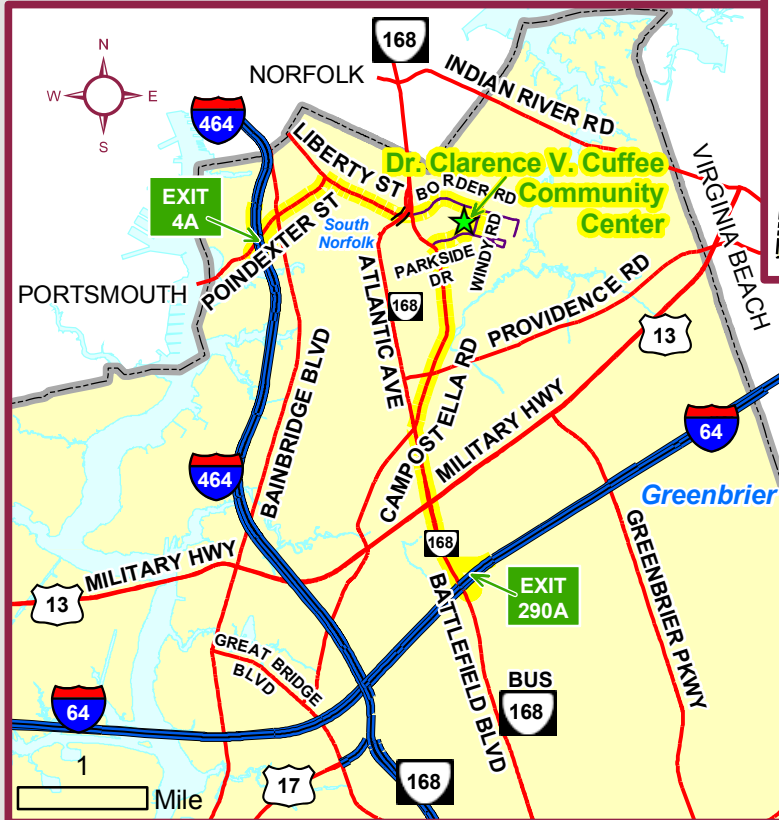 N
W E
S
168
NORFOLK
INDIAN RIVER RD
464
LIBERTY ST
Dr. Clarence V. Cuffee
Community
Center
BORDER RD
VIRGINIA BEACH
EXIT
4A
South
Norfolk
POINDEXTER ST
PARKSIDE
DR
WINDY RD
PORTSMOUTH
ATLANTIC AVE
168
PROVIDENCE RD
13
BAINBRIDGE BLVD
CAMPOSTELLA RD
MILITARY HWY
64
464
Greenbrier
168
GREENBRIER PKWY
MILITARY HWY
13
EXIT
290A
BATTLEFIELD BLVD
GREAT BRIDGE
BLVD
BUS
168
64
17
168
1
Mile